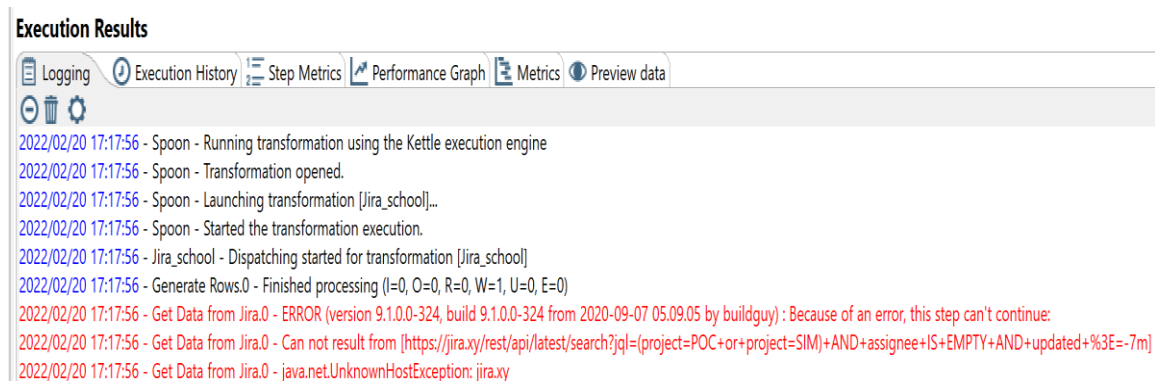 Execution Results
Logging Execution History Step Metrics Performance Graph Metrics Preview data
2022/02/20 17:17:56 - Spoon - Running transformation using the Kettle execution engine
2022/02/20 17:17:56 - Spoon - Transformation opened.
2022/02/20 17:17:56 - Spoon - Launching transformation [Jira_school]...
2022/02/20 17:17:56 - Spoon - Started the transformation execution.
2022/02/20 17:17:56 - Jira_school - Dispatching started for transformation [Jira_school]
2022/02/20 17:17:56 - Generate Rows.0 - Finished processing (I=0, O=0, R=0, W=1, U=0, E=0)
2022/02/20 17:17:56 - Get Data from Jira.0 - ERROR (version 9.1.0.0-324, build 9.1.0.0-324 from 2020-09-07 05.09.05 by buildguy) : Because of an error, this step can't continue:
2022/02/20 17:17:56 - Get Data from Jira.0 - Can not result from [https://jira.xy/rest/api/latest/search?jql=(project=POC+or+project=SIM)+AND+assignee+IS+EMPTY+AND+updated+%3E=-7m]
2022/02/20 17:17:56 - Get Data from Jira.0 - java.net.UnknownHostException: jira.xy